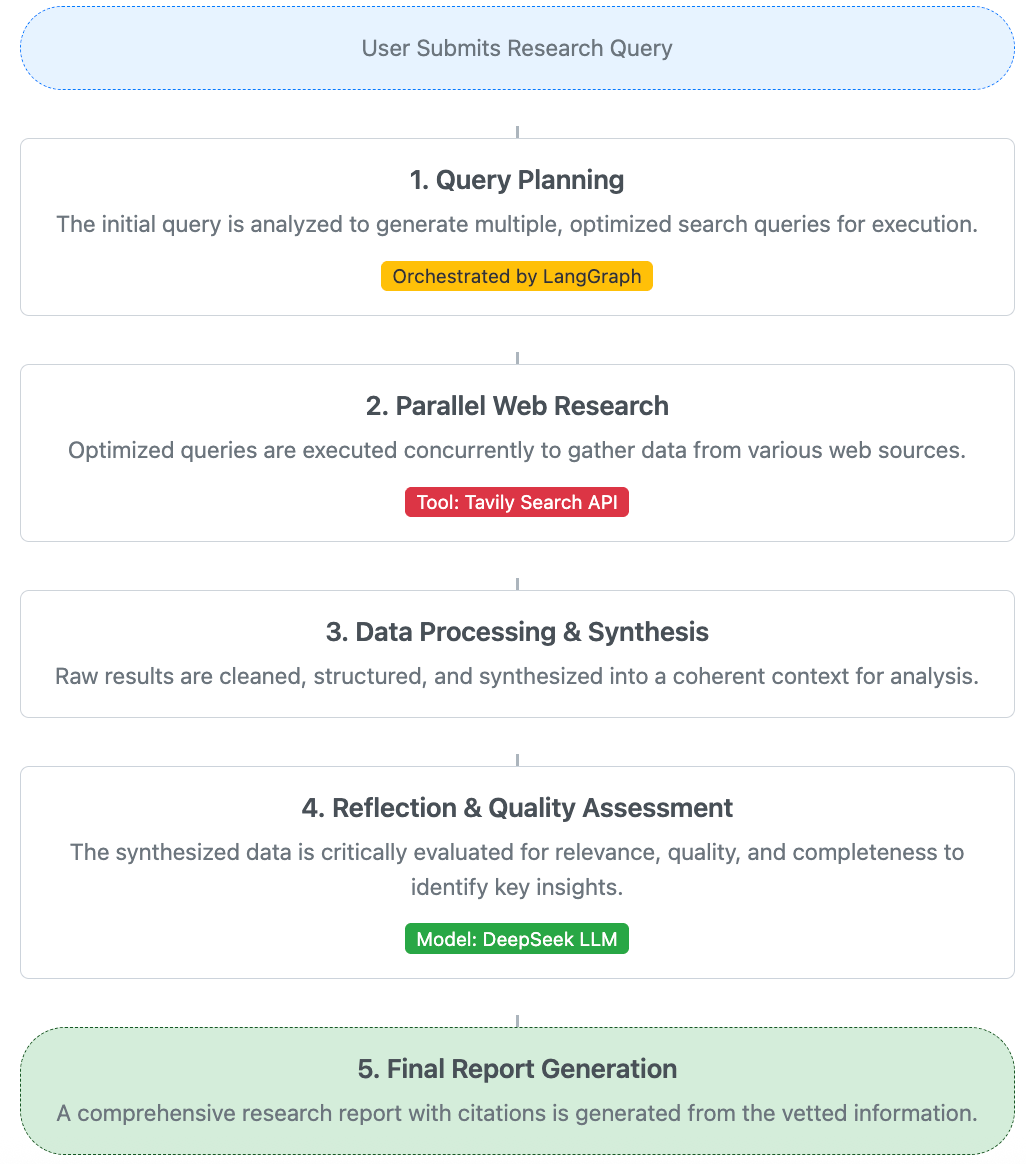 User Submits Research Query
1. Query Planning
The initial query is analyzed to generate multiple, optimized search queries for execution.
Orchestrated by LangGraph
2. Parallel Web Research
Optimized queries are executed concurrently to gather data from various web sources.
Tool: Tavily Search API
3. Data Processing & Synthesis
Raw results are cleaned, structured, and synthesized into a coherent context for analysis.
4. Reflection & Quality Assessment
The synthesized data is critically evaluated for relevance, quality, and completeness to
identify key insights.
Model: DeepSeek LLM
5. Final Report Generation
A comprehensive research report with citations is generated from the vetted information.